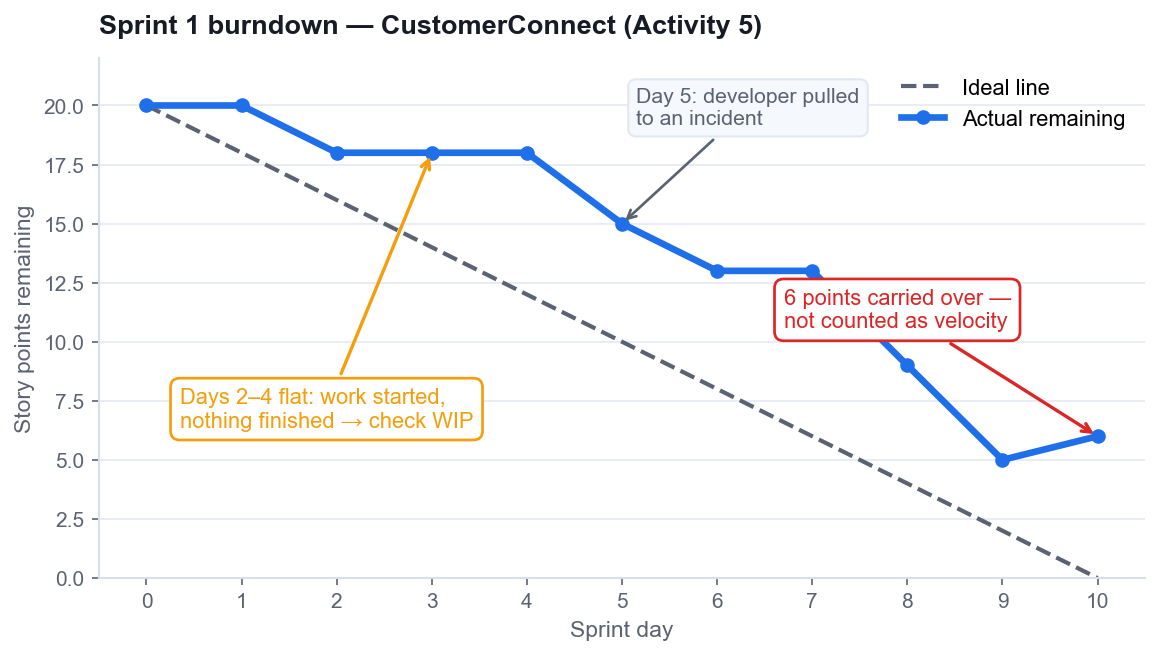 Sprint 1 burndown — CustomerConnect (Activity 5)
Day 5: developer pulled
to an incident
Ideal line
Actual remaining
20.0
17.5
15.0
12.5
10.0
7.5
5.0
2.5
0.0
Story points remaining
6 points carried over —
not counted as velocity
Days 2–4 flat: work started,
nothing finished → check WIP
0 1 2 3 4 5 6 7 8 9 10
Sprint day